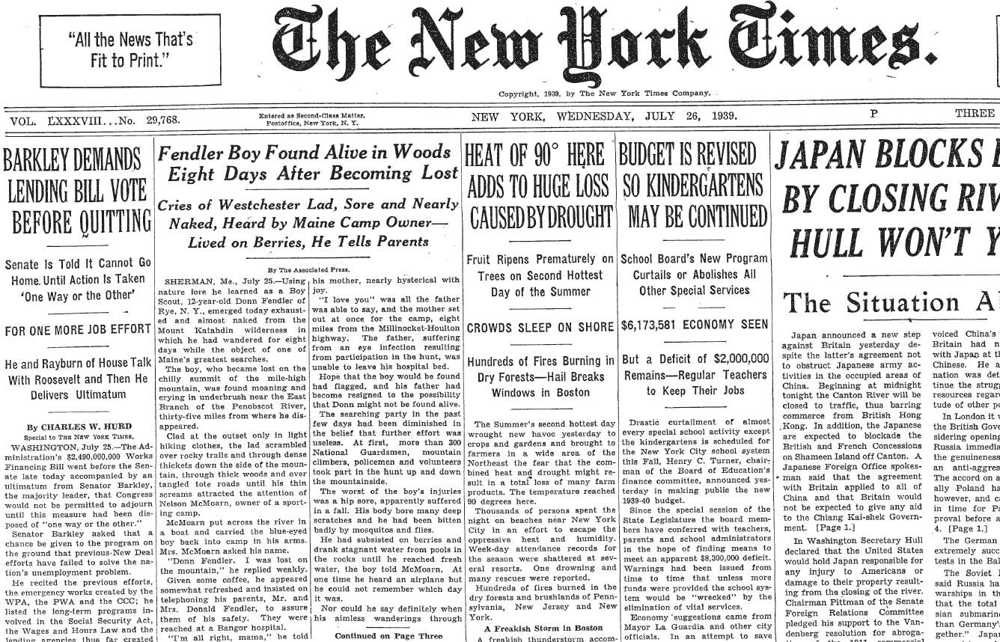 "All the News That's
Fit to Print."
The New York Times.
Copyright, 1939, by The New York Times Company.
VOL. LXXXVIII...No. 29,768.
Entered as Second-Class Matter,
Postoffice, New York, N. Y.
NEW YORK, WEDNESDAY, JULY 26, 1939.
P
THREE
BARKLEY DEMANDS
LENDING BILL VOTE
BEFORE QUITTING
Senate Is Told It Cannot Go
Home Until Action Is Taken
'One Way or the Other'
FOR ONE MORE JOB EFFORT
He and Rayburn of House Talk
With Roosevelt and Then He
Delivers Ultimatum
By CHARLES W. HURD
Special to THE NEW YORK TIMES.
WASHINGTON, July 25.—The Ad-
ministration's $2,490,000,000 Works
Financing Bill went before the Sen-
ate late today accompanied by an
ultimatum from Senator Barkley,
the majority leader, that Congress
would not be permitted to adjourn
until this measure had been dis-
posed of "one way or the other."
Senator Barkley asked that a
chance be given to the program on
the ground that previous New Deal
efforts have failed to solve the na-
tion's unemployment problem.
He recited the previous efforts,
the emergency works created by the
WPA, the PWA and the CCC; he
listed the long-term programs in-
volved in the Social Security Act,
the Wages and Hours Law and the
lending agencies thus far created
Fendler Boy Found Alive in Woods
Eight Days After Becoming Lost
Cries of Westchester Lad, Sore and Nearly
Naked, Heard by Maine Camp Owner—
Lived on Berries, He Tells Parents
By The Associated Press.
SHERMAN, Me., July 25.—Using
nature lore he learned as a Boy
Scout, 12-year-old Donn Fendler of
Rye, N. Y., emerged today exhaust-
ed and almost naked from the
Mount Katahdin wilderness in
which he had wandered for eight
days while the object of one of
Maine's greatest searches.
The boy, who became lost on the
chilly summit of the mile-high
mountain, was found moaning and
crying in underbrush near the East
Branch of the Penobscot River,
thirty-five miles from where he dis-
appeared.
Clad at the outset only in light
hiking clothes, the lad scrambled
over rocky trails and through dense
thickets down the side of the moun-
tain, through thick woods and over
tangled tote roads until his thin
screams attracted the attention of
Nelson McMoarn, owner of a sport-
ing camp.
McMoarn put across the river in
a boat and carried the blue-eyed
boy back into camp in his arms.
Mrs. McMoarn asked his name.
"Donn Fendler. I was lost on
the mountain," he replied weakly.
Given some coffee, he appeared
somewhat refreshed and insisted on
telephoning his parents, Mr. and
Mrs. Donald Fendler, to assure
them of his safety. They were
reached at a Bangor hospital.
"I'm all right, mama," he told
his mother, nearly hysterical with
joy.
"I love you" was all the father
was able to say, and the mother set
out at once for the camp, eight
miles from the Millinocket-Houlton
highway. The father, suffering
from an eye infection resulting
from participation in the hunt, was
unable to leave his hospital bed.
Hope that the boy would be found
had flagged, and his father had
become resigned to the possibility
that Donn might not be found alive.
The searching party in the past
few days had been diminished in
the belief that further effort was
useless. At first, more than 300
National Guardsmen, mountain
climbers, policemen and volunteers
took part in the hunt up and down
the mountainside.
The worst of the boy's injuries
was a hip sore, apparently suffered
in a fall. His body bore many deep
scratches and he had been bitten
badly by mosquitos and flies.
He had subsisted on berries and
drank stagnant water from pools in
the rocks until he reached fresh
water, the boy told McMoarn. At
one time he heard an airplane but
he could not remember which day
it was.
Nor could he say definitely when
his aimless wanderings through
Continued on Page Three
HEAT OF 90° HERE
ADDS TO HUGE LOSS
CAUSED BY DROUGHT
Fruit Ripens Prematurely on
Trees on Second Hottest
Day of the Summer
CROWDS SLEEP ON SHORE
Hundreds of Fires Burning in
Dry Forests—Hail Breaks
Windows in Boston
The Summer's second hottest day
wrought new havoc yesterday to
crops and gardens and brought to
farmers in a wide area of the
Northeast the fear that the com-
bined heat and drought might re-
sult in a total loss of many farm
products. The temperature reached
90 degrees here.
Thousands of persons spent the
night on beaches near New York
City in an effort to escape the
oppressive heat and humidity.
Week-day attendance records for
the season were shattered at sev-
eral resorts. One drowning and
many rescues were reported.
Hundreds of fires burned in the
dry forests and brushlands of Penn-
sylvania, New Jersey and New
York.
A Freakish Storm in Boston
A freakish thunderstorm accom-
BUDGET IS REVISED
SO KINDERGARTENS
MAY BE CONTINUED
School Board's New Program
Curtails or Abolishes All
Other Special Services
$6,173,581 ECONOMY SEEN
But a Deficit of $2,000,000
Remains—Regular Teachers
to Keep Their Jobs
Drastic curtailment of almost
every special school activity except
the kindergartens is scheduled for
the New York City school system
this Fall, Henry C. Turner, chair-
man of the Board of Education's
finance committee, announced yes-
terday in making public the new
1939-40 budget.
Since the special session of the
State Legislature the board mem-
bers have conferred with teachers,
parents and school administrators
in the hope of finding means to
meet an apparent $8,300,000 deficit.
Warnings had been issued from
time to time that unless more
funds were provided the school sys-
tem would be "wrecked" by the
elimination of vital services.
Economy suggestions came from
Mayor La Guardia and other city
officials. In an attempt to save
JAPAN BLOCKS
BY CLOSING RIV
HULL WON'T Y
The Situation A
Japan announced a new step
against Britain yesterday de-
spite the latter's agreement not
to obstruct Japanese army ac-
tivities in the occupied areas of
China. Beginning at midnight
tonight the Canton River will be
closed to traffic, thus barring
commerce from British Hong
Kong. In addition, the Japanese
are expected to blockade the
British and French Concessions
on Shameen Island off Canton. A
Japanese Foreign Office spokes-
man said that the agreement
with Britain applied to all of
China and that Britain would
not be expected to give any aid
to the Chiang Kai-shek Govern-
ment. [Page 1.]
In Washington Secretary Hull
declared that the United States
would hold Japan responsible for
any injury to Americans or
damage to their property result-
ing from the closing of the river.
Chairman Pittman of the Senate
Foreign Relations Committee
pledged his support to the Van-
denberg resolution for abroga-
tion of the 1911 commercial
voiced China's
Britain had n
with Japan at th
Chinese. He a
nation was det
tinue the strugg
resources regar
tude of other po
In London it w
the British Gove
sidering opening
Russia immedia
the genuineness
an anti-aggres
The accord on a
ally Poland ha
however, and ca
in time for Pa
proval before a
4. [Page 1.]
The German
extremely succ
tests in the Bal
The Soviet
said Russia ha
warships in th
that the total
sian submarin
than Germany's
gether." Japa